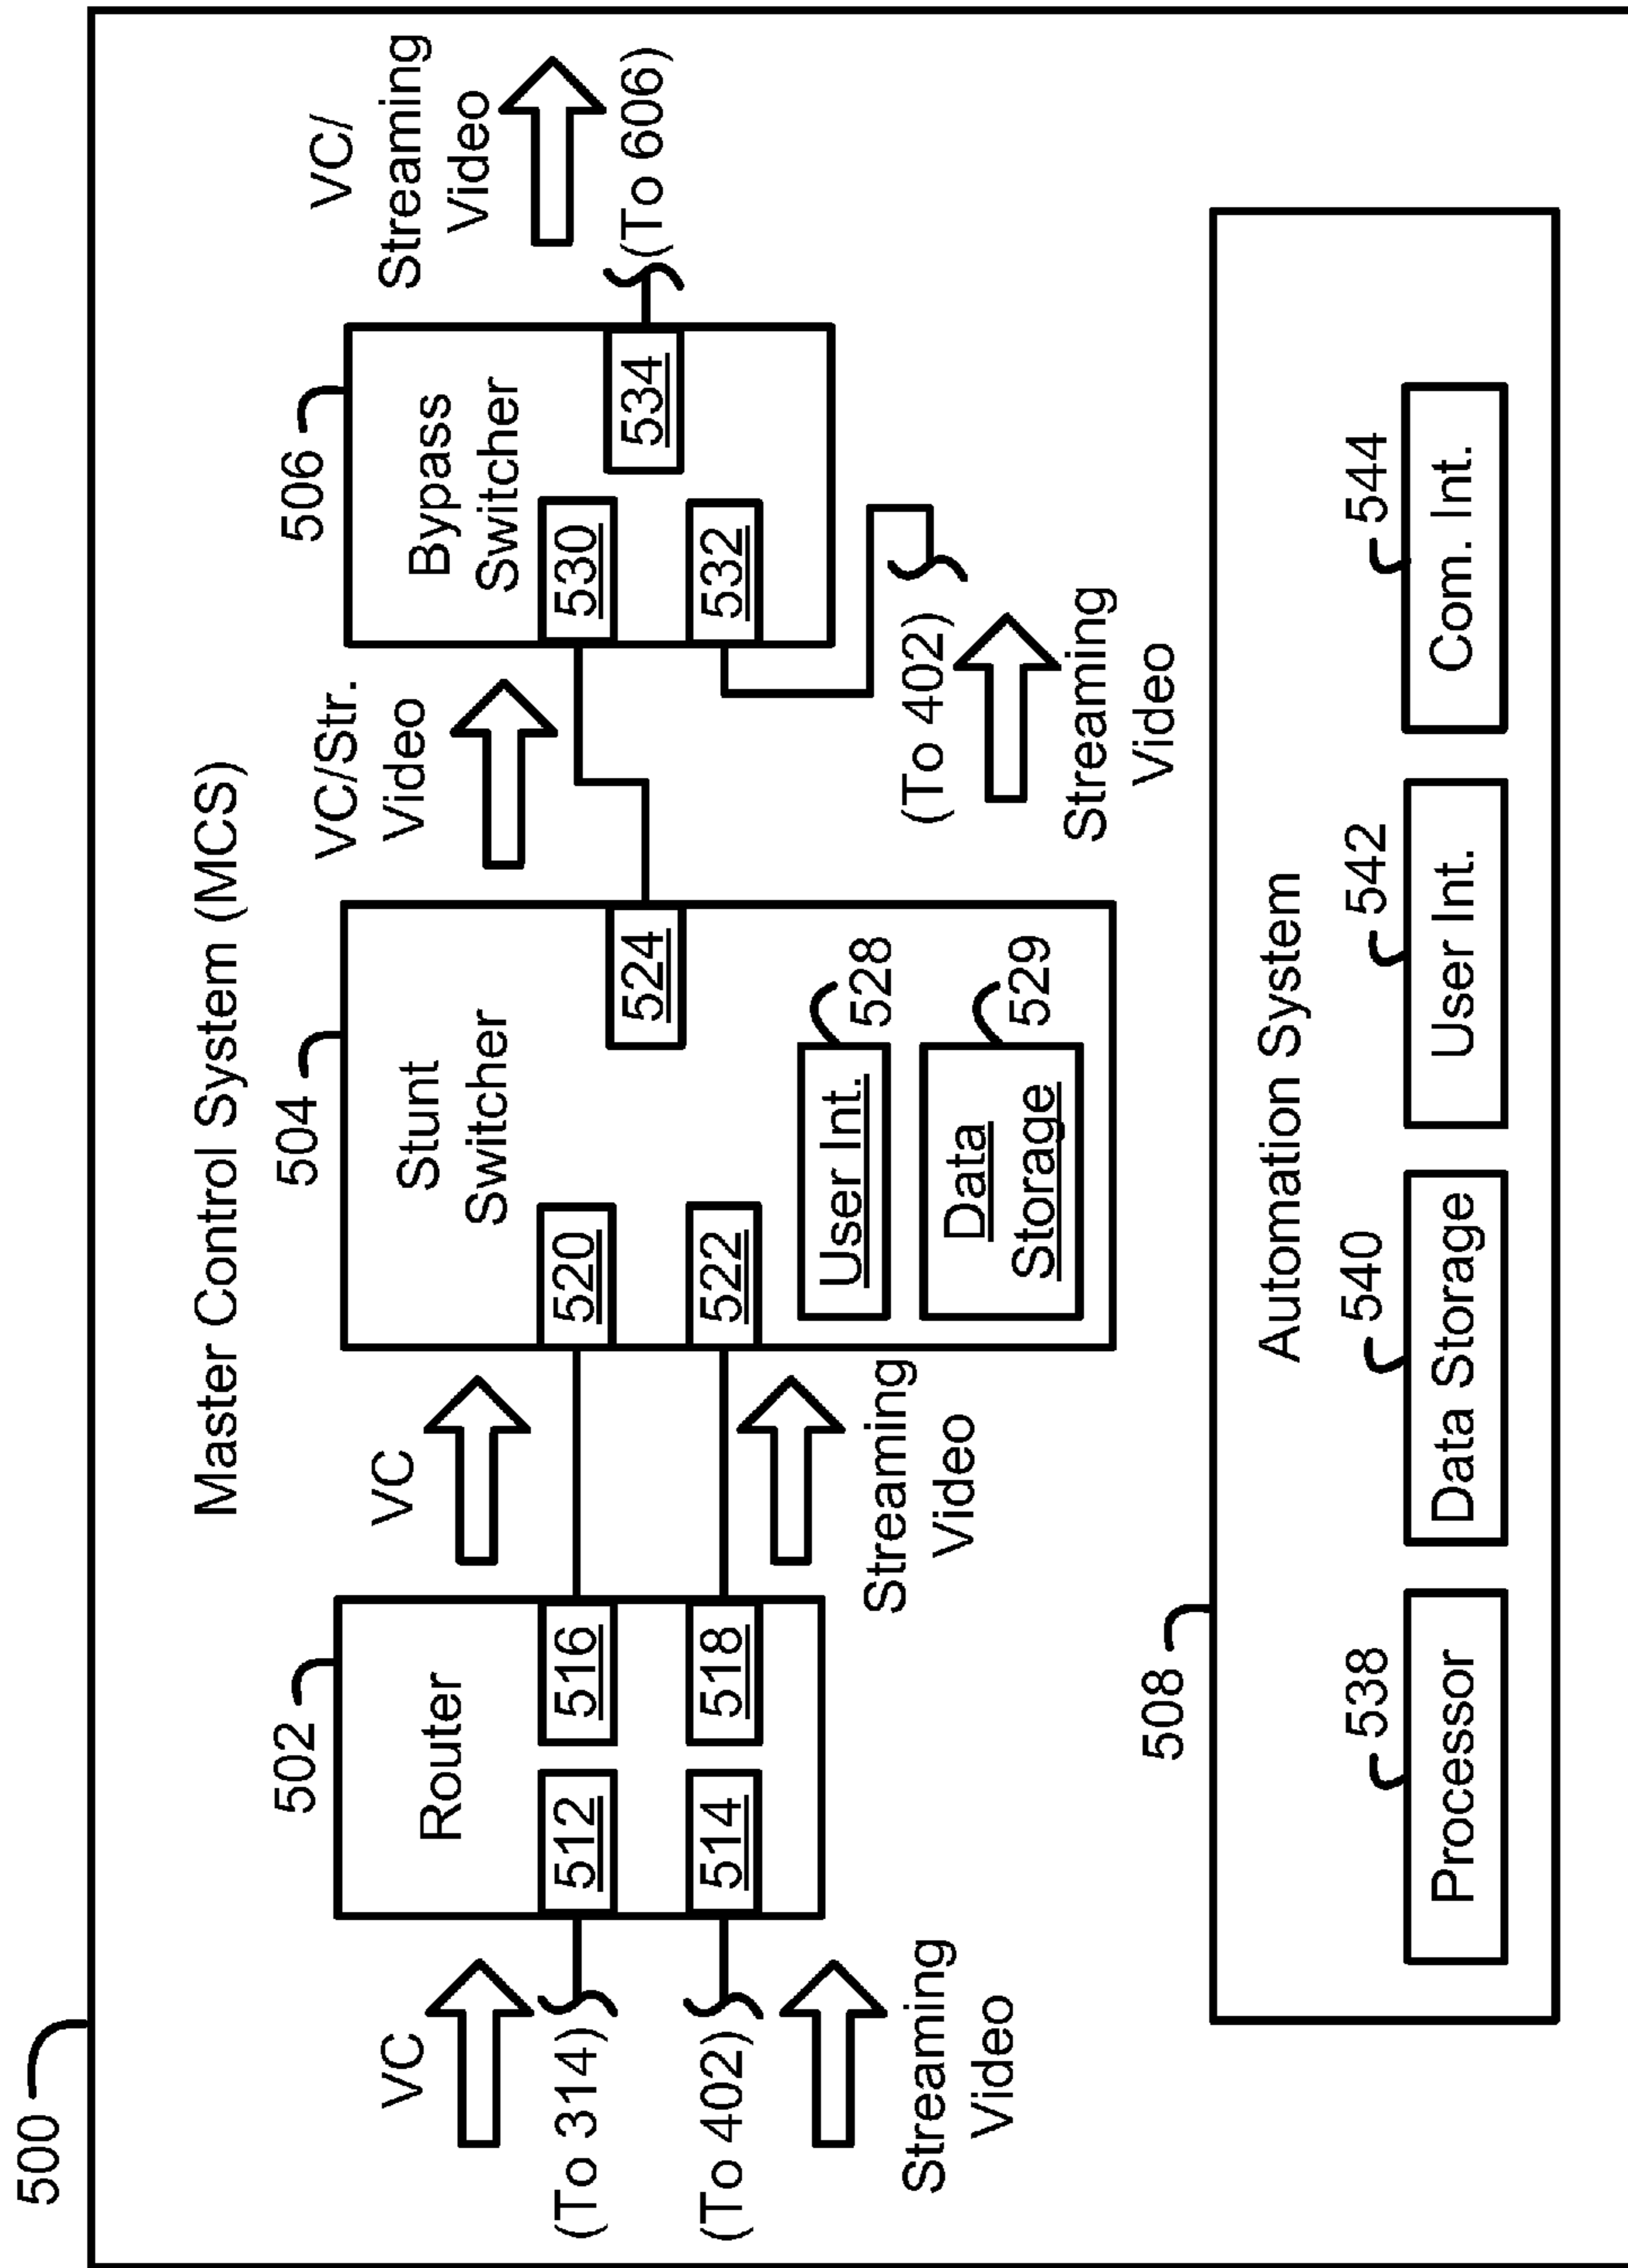 500
Master Control System (MCS)
502
Router
512
514
516
518
VC
(To 314)
(To 402)
Streaming
Video
VC
Streaming
Video
504
Stunt
Switcher
520
522
524
User Int.
528
Data
Storage
529
VC/Str.
Video
506
Bypass
Switcher
530
532
534
(To 402)
Streaming
Video
VC/
Streaming
Video
(To 606)
508
Automation System
538
Processor
540
Data Storage
542
User Int.
544
Com. Int.